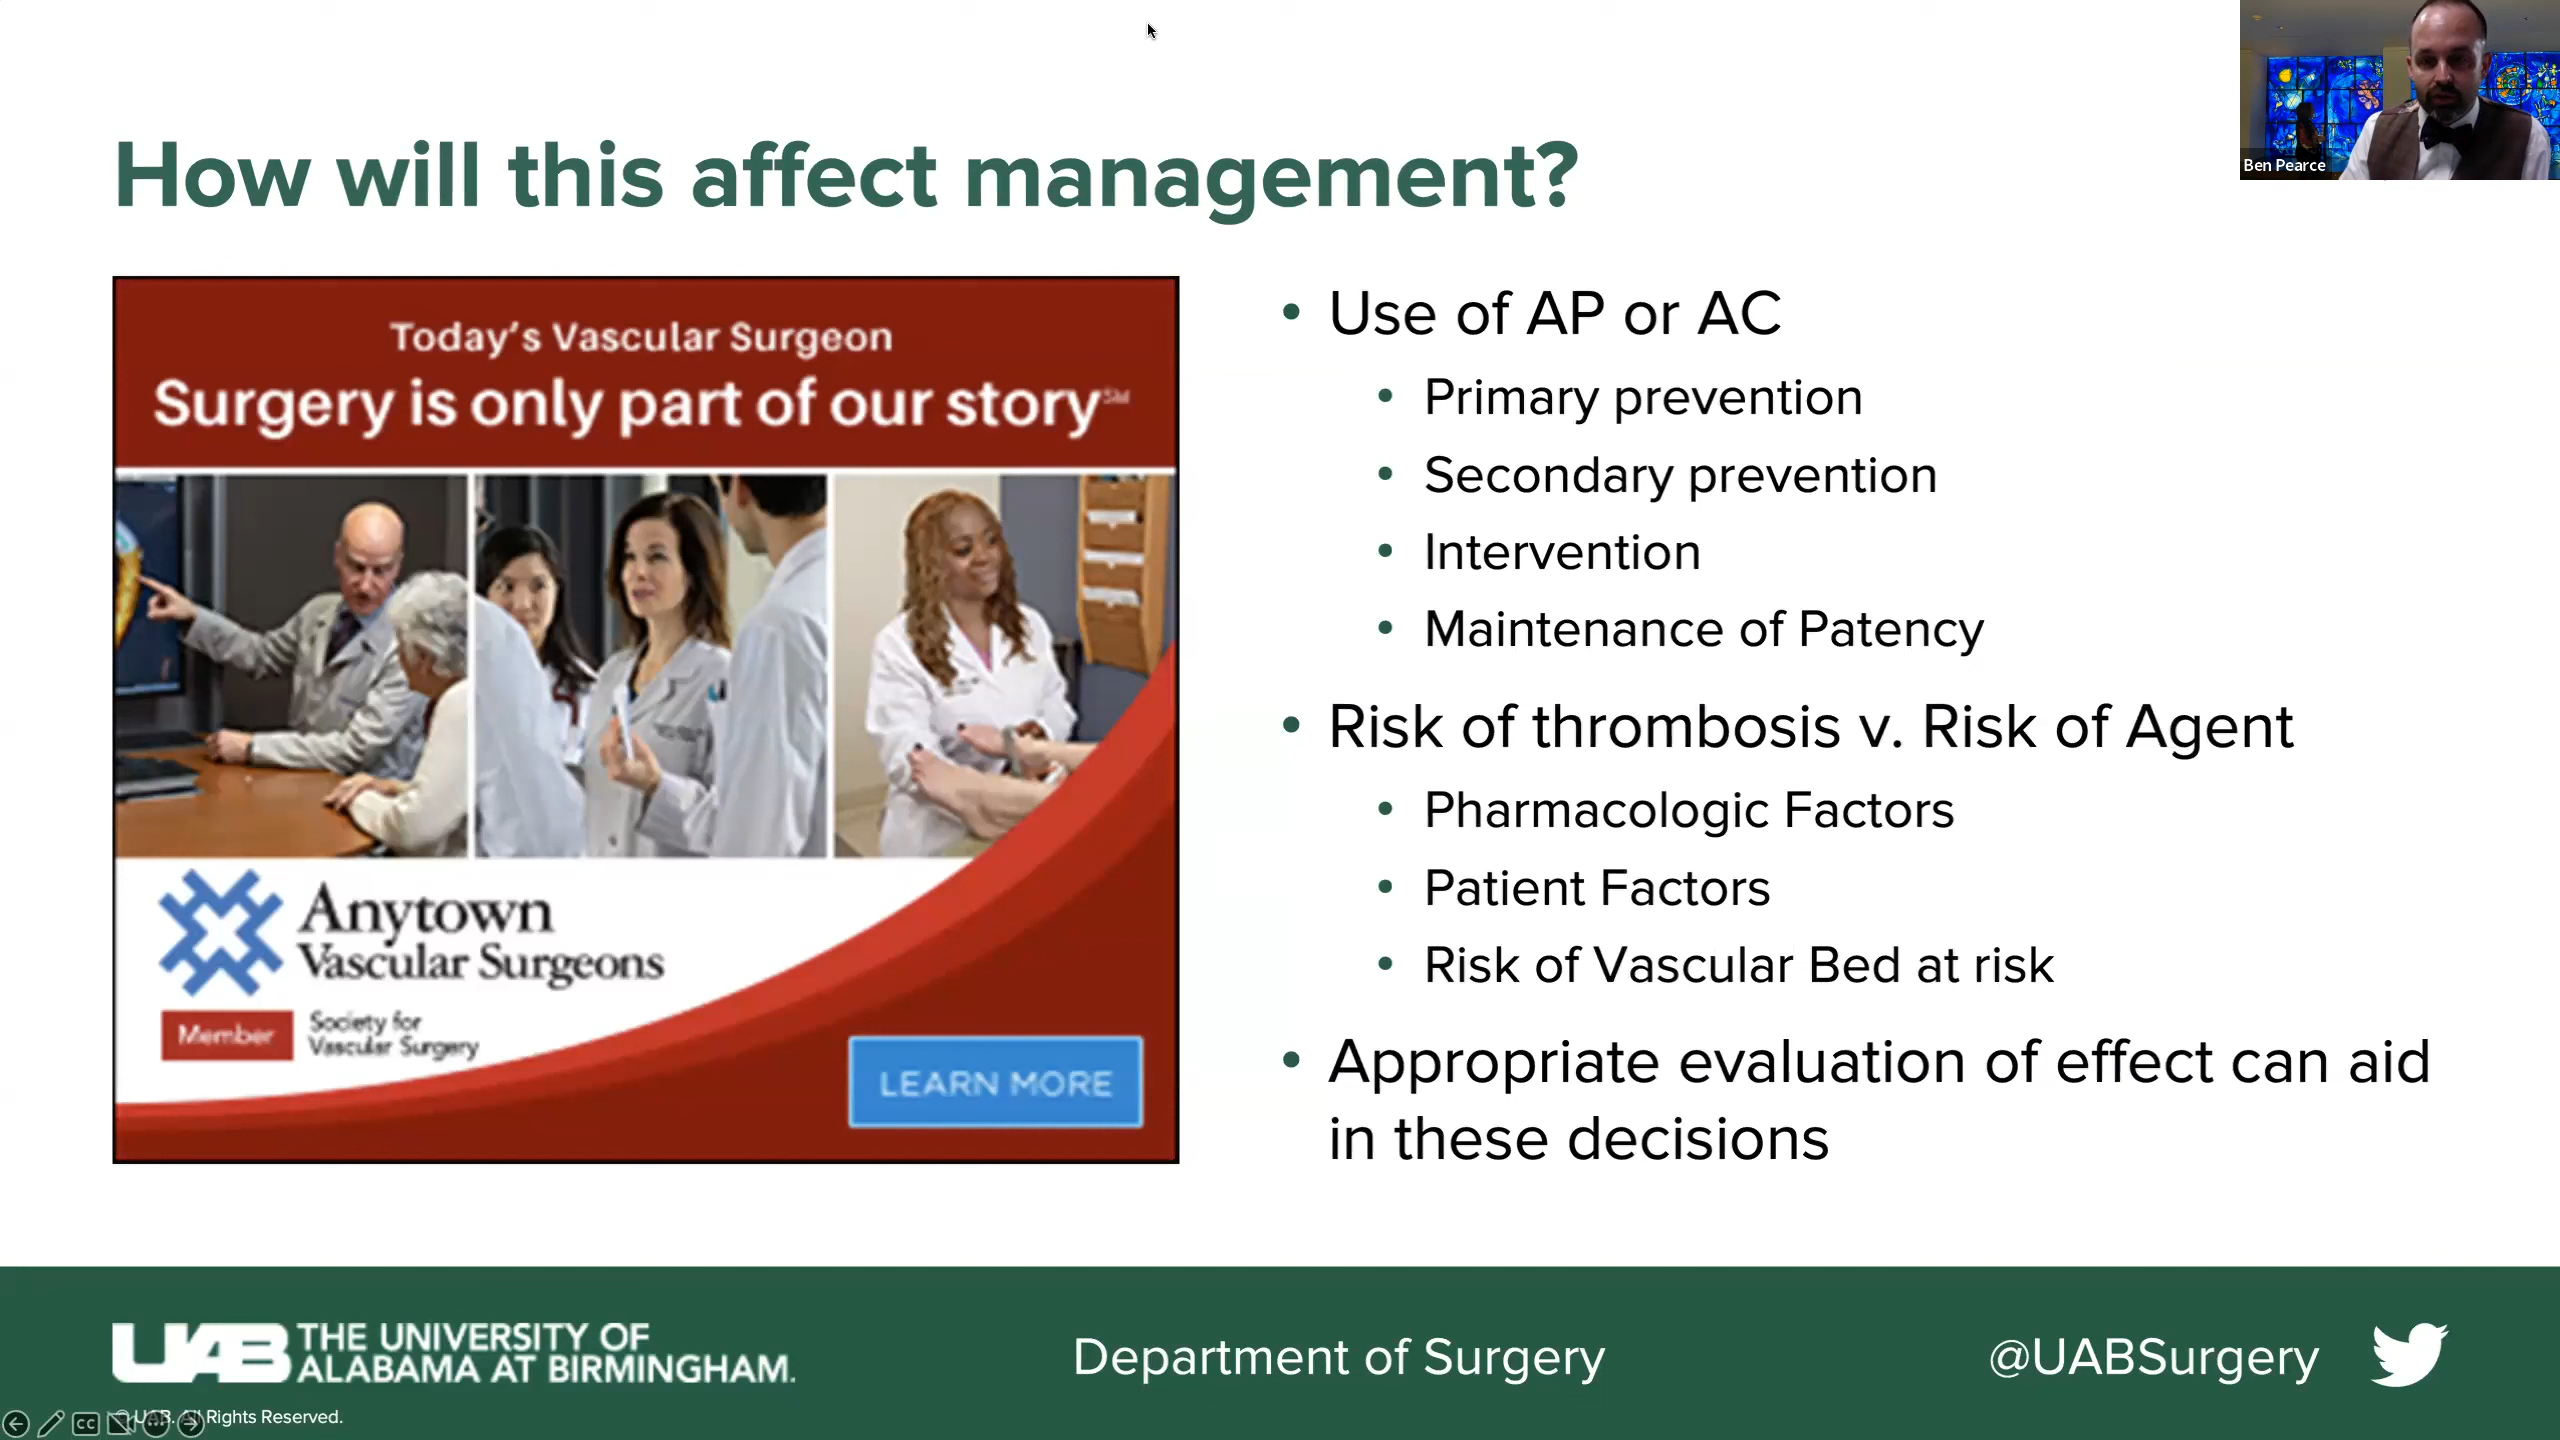 How will this affect management?
Ben Pearce
Today's Vascular Surgeon
Surgery is only part of our story℠
Anytown
Vascular Surgeons
Member
Society for
Vascular Surgery
LEARN MORE
• Use of AP or AC
• Primary prevention
• Secondary prevention
• Intervention
• Maintenance of Patency
• Risk of thrombosis v. Risk of Agent
• Pharmacologic Factors
• Patient Factors
• Risk of Vascular Bed at risk
• Appropriate evaluation of effect can aid
in these decisions
UAB THE UNIVERSITY OF
ALABAMA AT BIRMINGHAM.
Department of Surgery
@UABSurgery
CC
© UAB. All Rights Reserved.